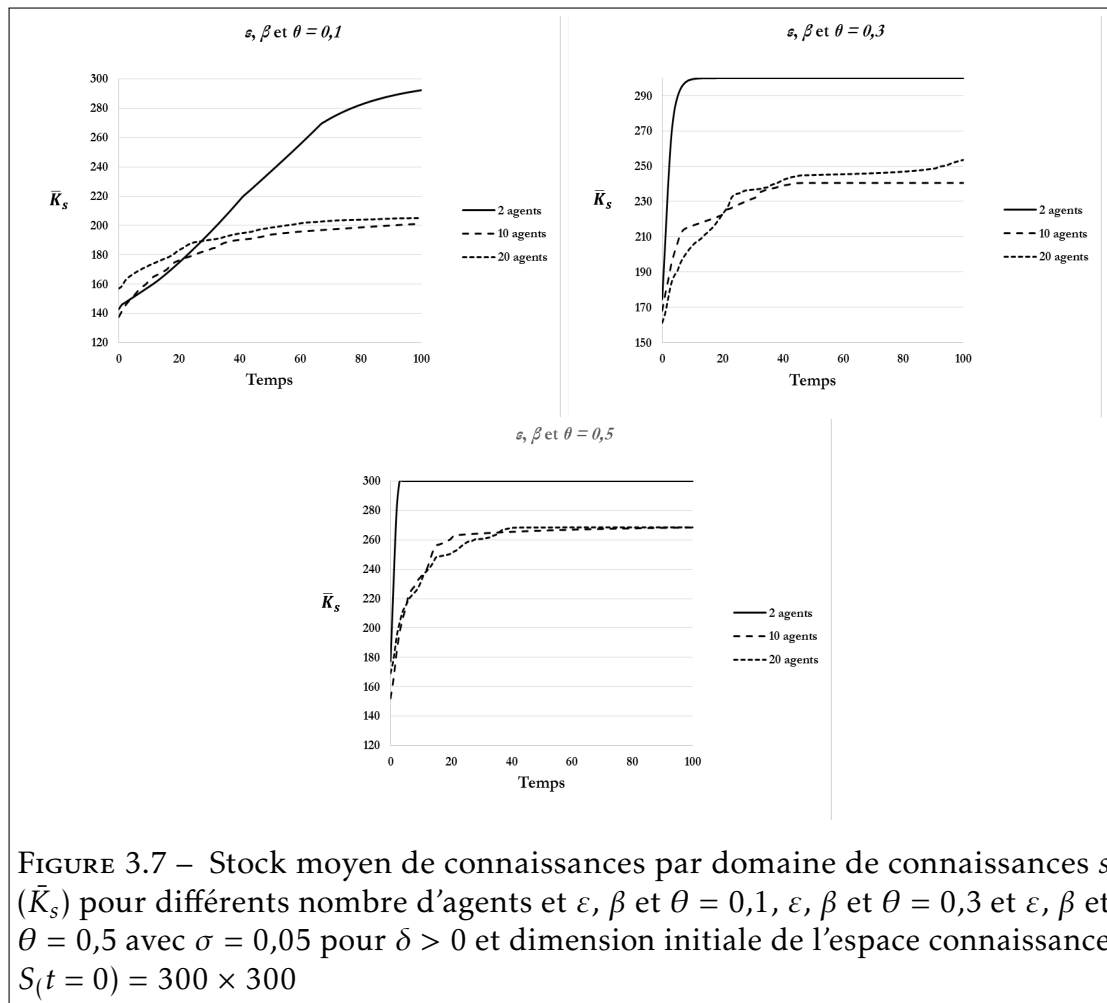 ε, β et θ = 0,1
300
280
260
240
220
200
180
160
140
120
K̄s
0 20 40 60 80 100
Temps
2 agents
10 agents
20 agents
ε, β et θ = 0,3
290
270
250
230
210
190
170
150
K̄s
0 20 40 60 80 100
Temps
2 agents
10 agents
20 agents
ε, β et θ = 0,5
300
280
260
240
220
200
180
160
140
120
K̄s
0 20 40 60 80 100
Temps
2 agents
10 agents
20 agents
FIGURE 3.7 – Stock moyen de connaissances par domaine de connaissances s
(K̄s) pour différents nombre d'agents et ε, β et θ = 0,1, ε, β et θ = 0,3 et ε, β et
θ = 0,5 avec σ = 0,05 pour δ > 0 et dimension initiale de l'espace connaissance
S(t = 0) = 300 × 300